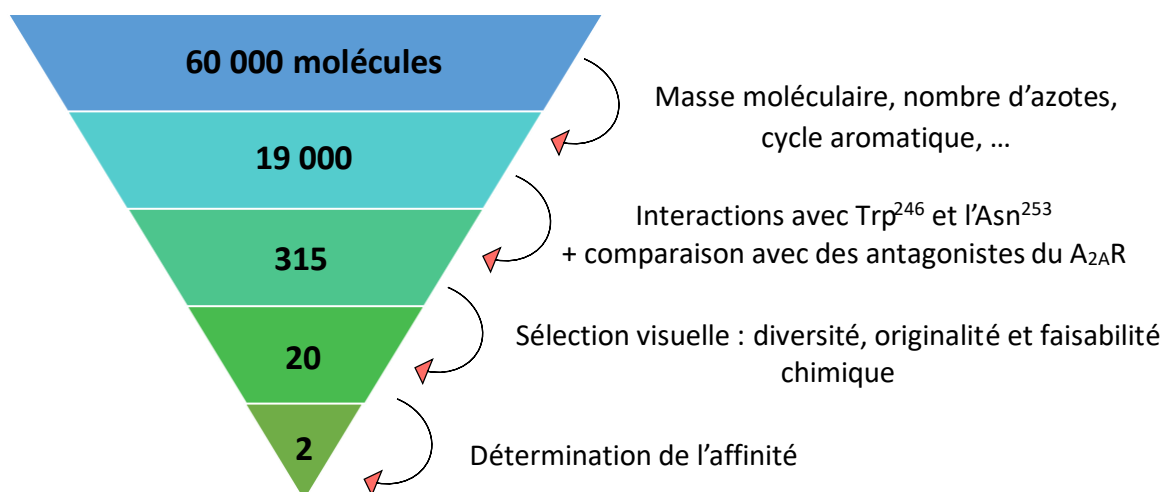 60 000 molécules
Masse moléculaire, nombre d'azotes,
cycle aromatique, …
19 000
Interactions avec Trp²⁴⁶ et l'Asn²⁵³
+ comparaison avec des antagonistes du A₂ₐR
315
Sélection visuelle : diversité, originalité et faisabilité
chimique
20
Détermination de l'affinité
2